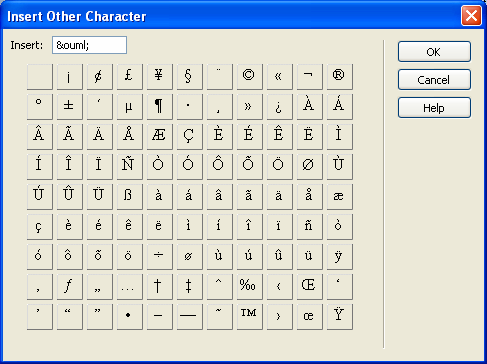 Insert Other Character
Insert: &ouml;
OK
Cancel
Help
¡ ¢ £ ¥ § ¨ © « ¬ ®
° ± ´ µ ¶ · ¸ » ¿ À Á
Â Ã Ä Å Æ Ç È É Ê Ë Ì
Í Î Ï Ñ Ò Ó Ô Õ Ö Ø Ù
Ú Û Ü ß à á â ã ä å æ
ç è é ê ë ì í î ï ñ ò
ó ô õ ö ÷ ø ù ú û ü ÿ
‚ ƒ „ … † ‡ ˆ ‰ ‹ Œ ‘
’ “ ” • – — ˜ ™ › œ Ÿ